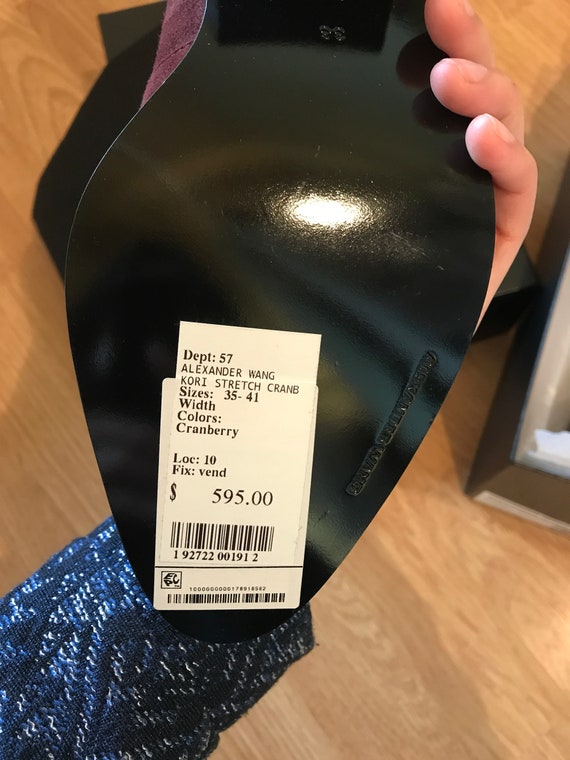 38
Dept: 57
ALEXANDER WANG
KORI STRETCH CRANB
Sizes: 35- 41
Width
Colors:
Cranberry
Loc: 10
Fix: vend
$ 595.00
1 92722 00191 2